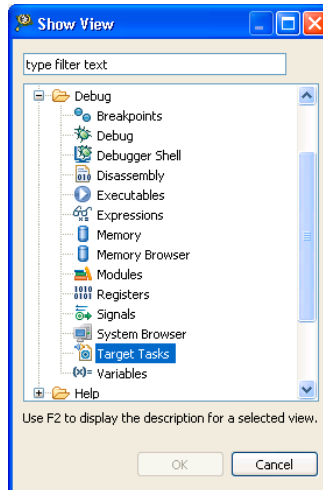 Show View
type filter text
Debug
Breakpoints
Debug
Debugger Shell
Disassembly
Executables
Expressions
Memory
Memory Browser
Modules
Registers
Signals
System Browser
Target Tasks
Variables
Help
Use F2 to display the description for a selected view.
OK Cancel